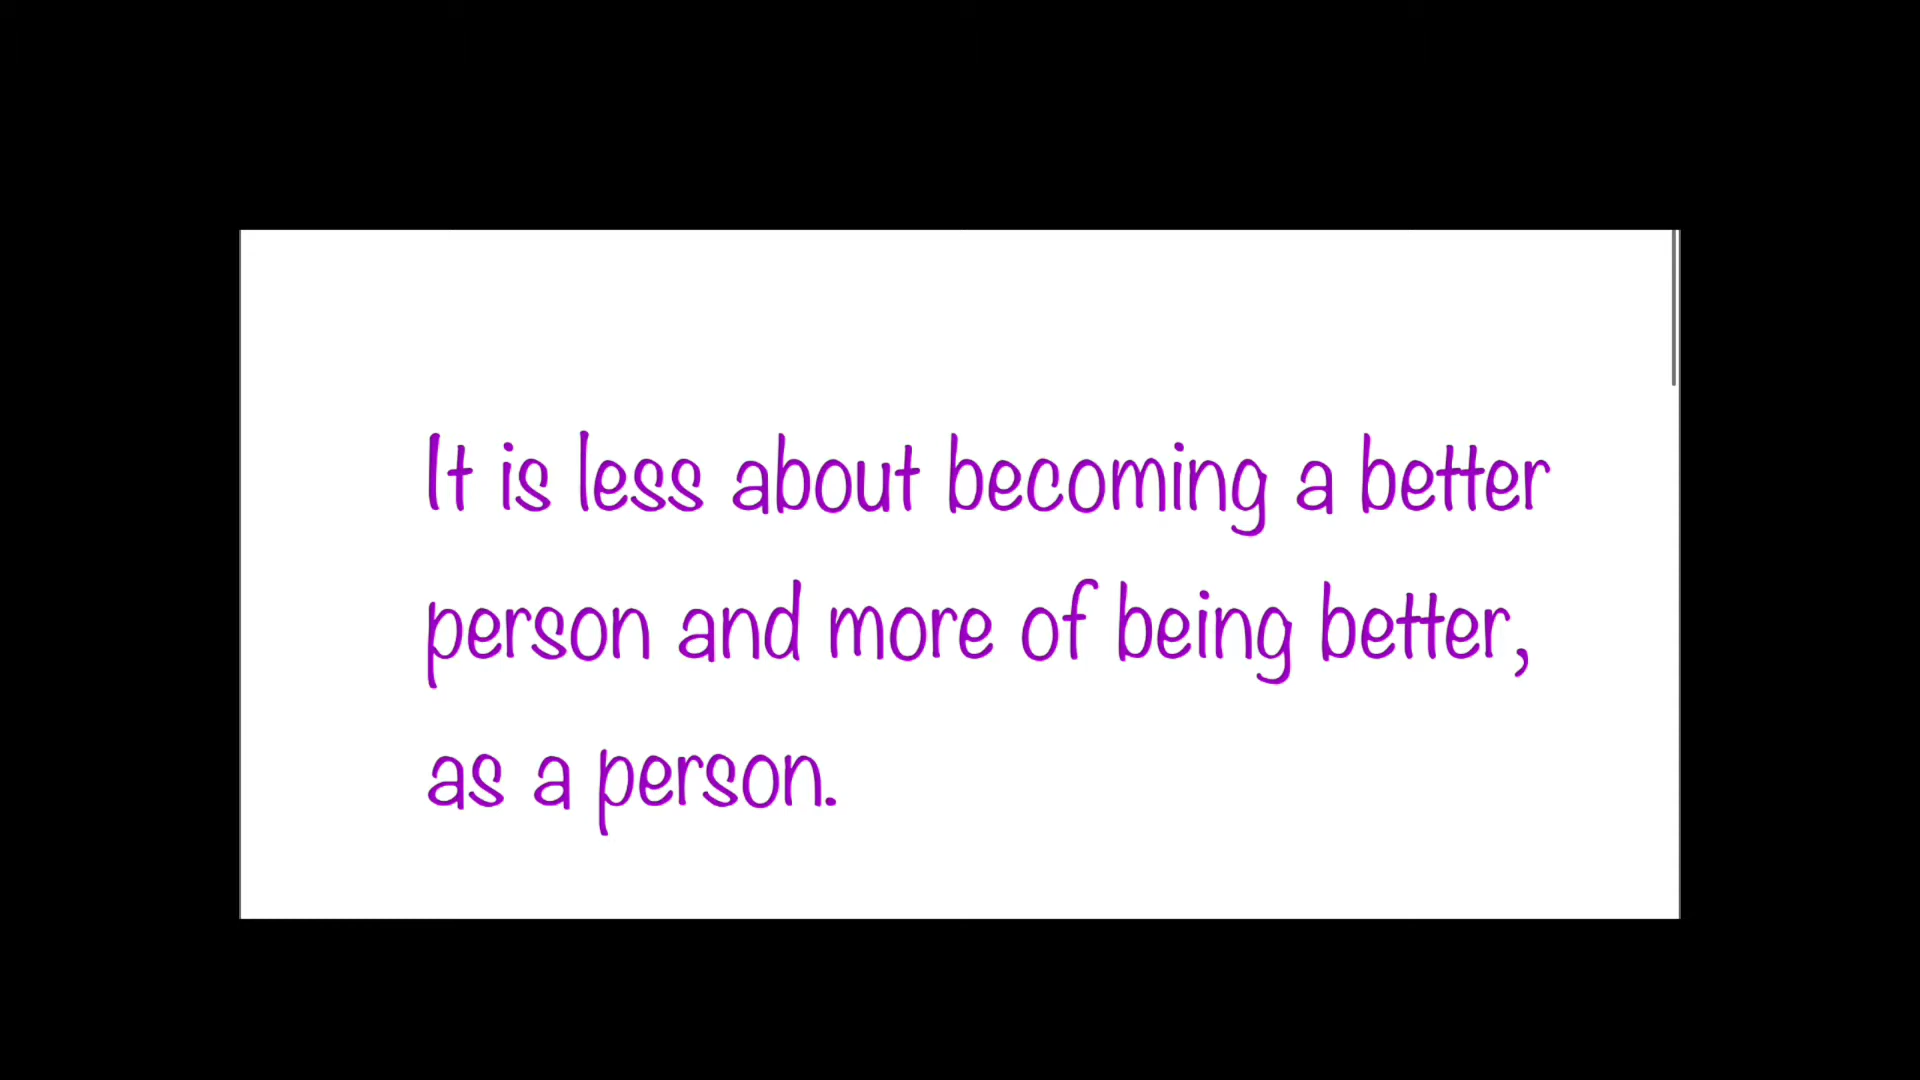 It is less about becoming a better
person and more of being better,
as a person.